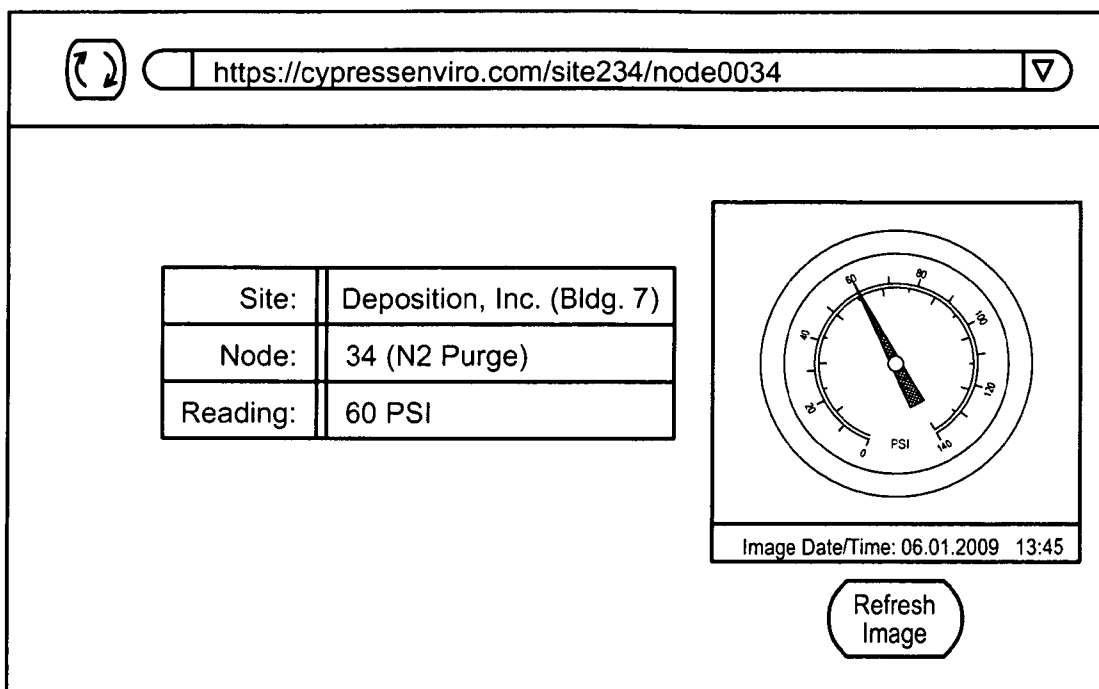 https://cypressenviro.com/site234/node0034
Site: Deposition, Inc. (Bldg. 7)
Node: 34 (N2 Purge)
Reading: 60 PSI
0
20
40
60
80
100
120
140
PSI
Image Date/Time: 06.01.2009 13:45
Refresh
Image